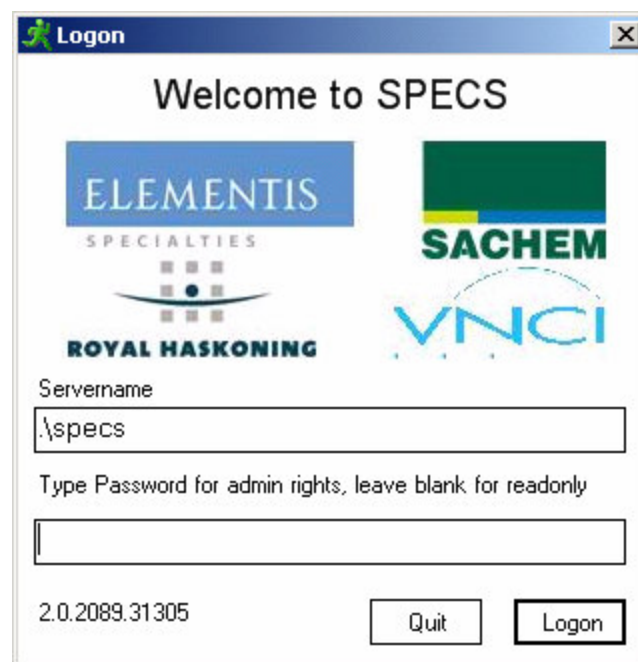 Logon
Welcome to SPECS
ELEMENTIS
SPECIALTIES
SACHEM
ROYAL HASKONING
VNCI
Servername
.\specs
Type Password for admin rights, leave blank for readonly
2.0.2089.31305
Quit
Logon